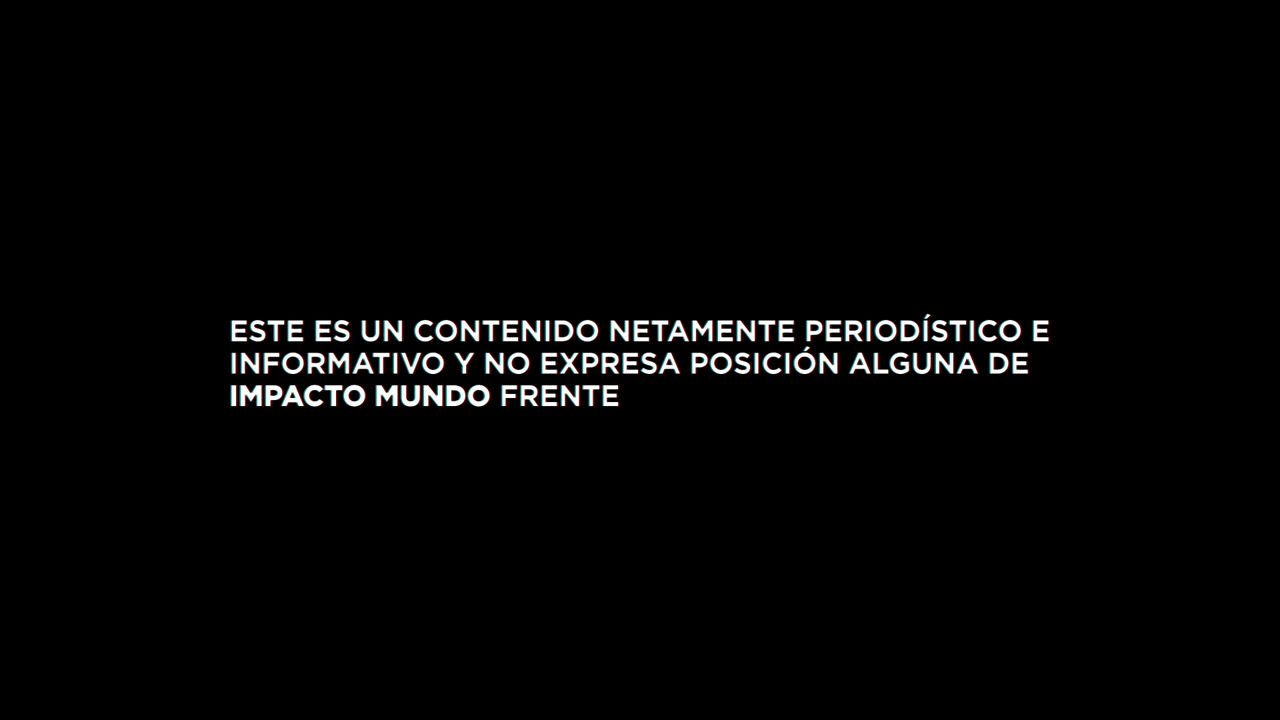 ESTE ES UN CONTENIDO NETAMENTE PERIODÍSTICO E
INFORMATIVO Y NO EXPRESA POSICIÓN ALGUNA DE
IMPACTO MUNDO FRENTE